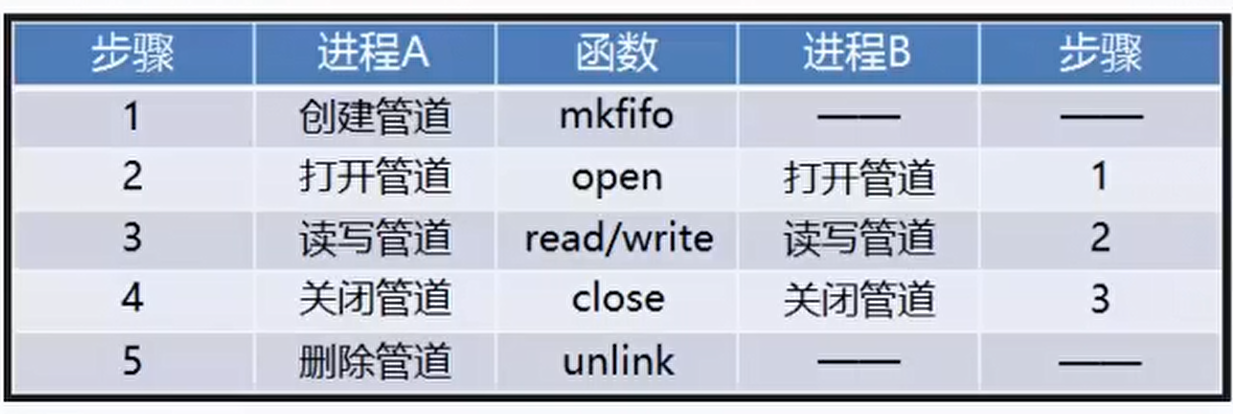 步骤 进程A 函数 进程B 步骤
1 创建管道 mkfifo —— ——
2 打开管道 open 打开管道 1
3 读写管道 read/write 读写管道 2
4 关闭管道 close 关闭管道 3
5 删除管道 unlink —— ——